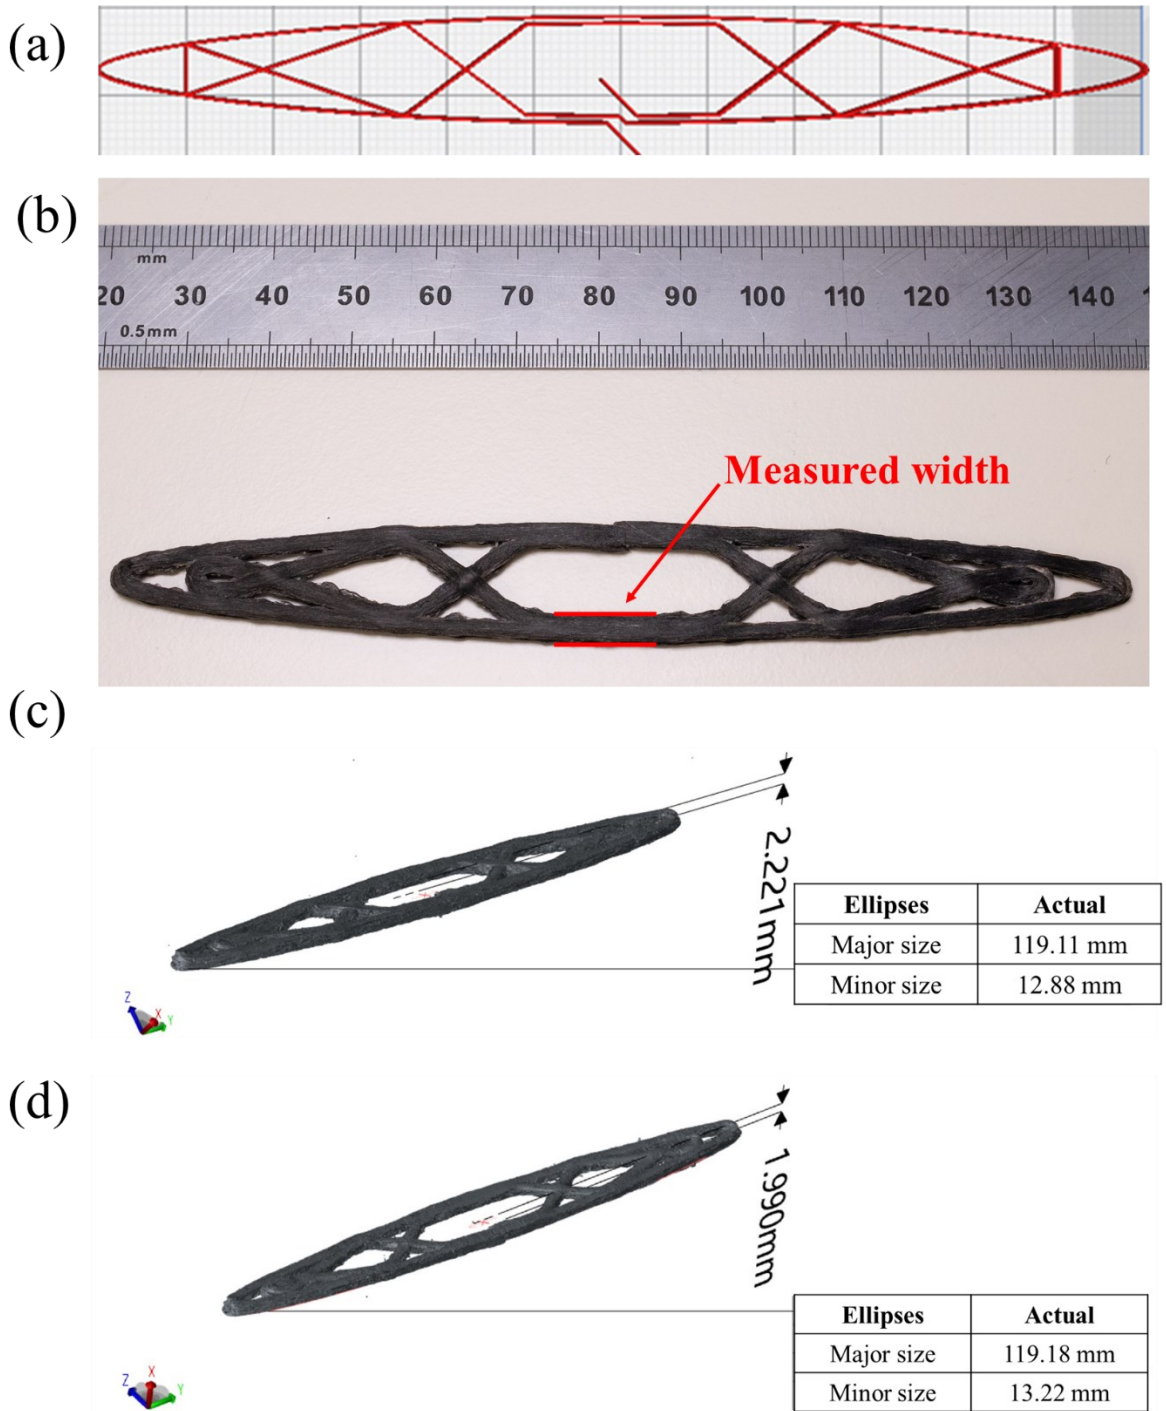 (a)
(b)
mm
20 30 40 50 60 70 80 90 100 110 120 130 140
0.5mm
Measured width
(c)
2.221mm
Ellipses Actual
Major size 119.11 mm
Minor size 12.88 mm
Z X Y
(d)
1.990mm
Ellipses Actual
Major size 119.18 mm
Minor size 13.22 mm
Z X Y